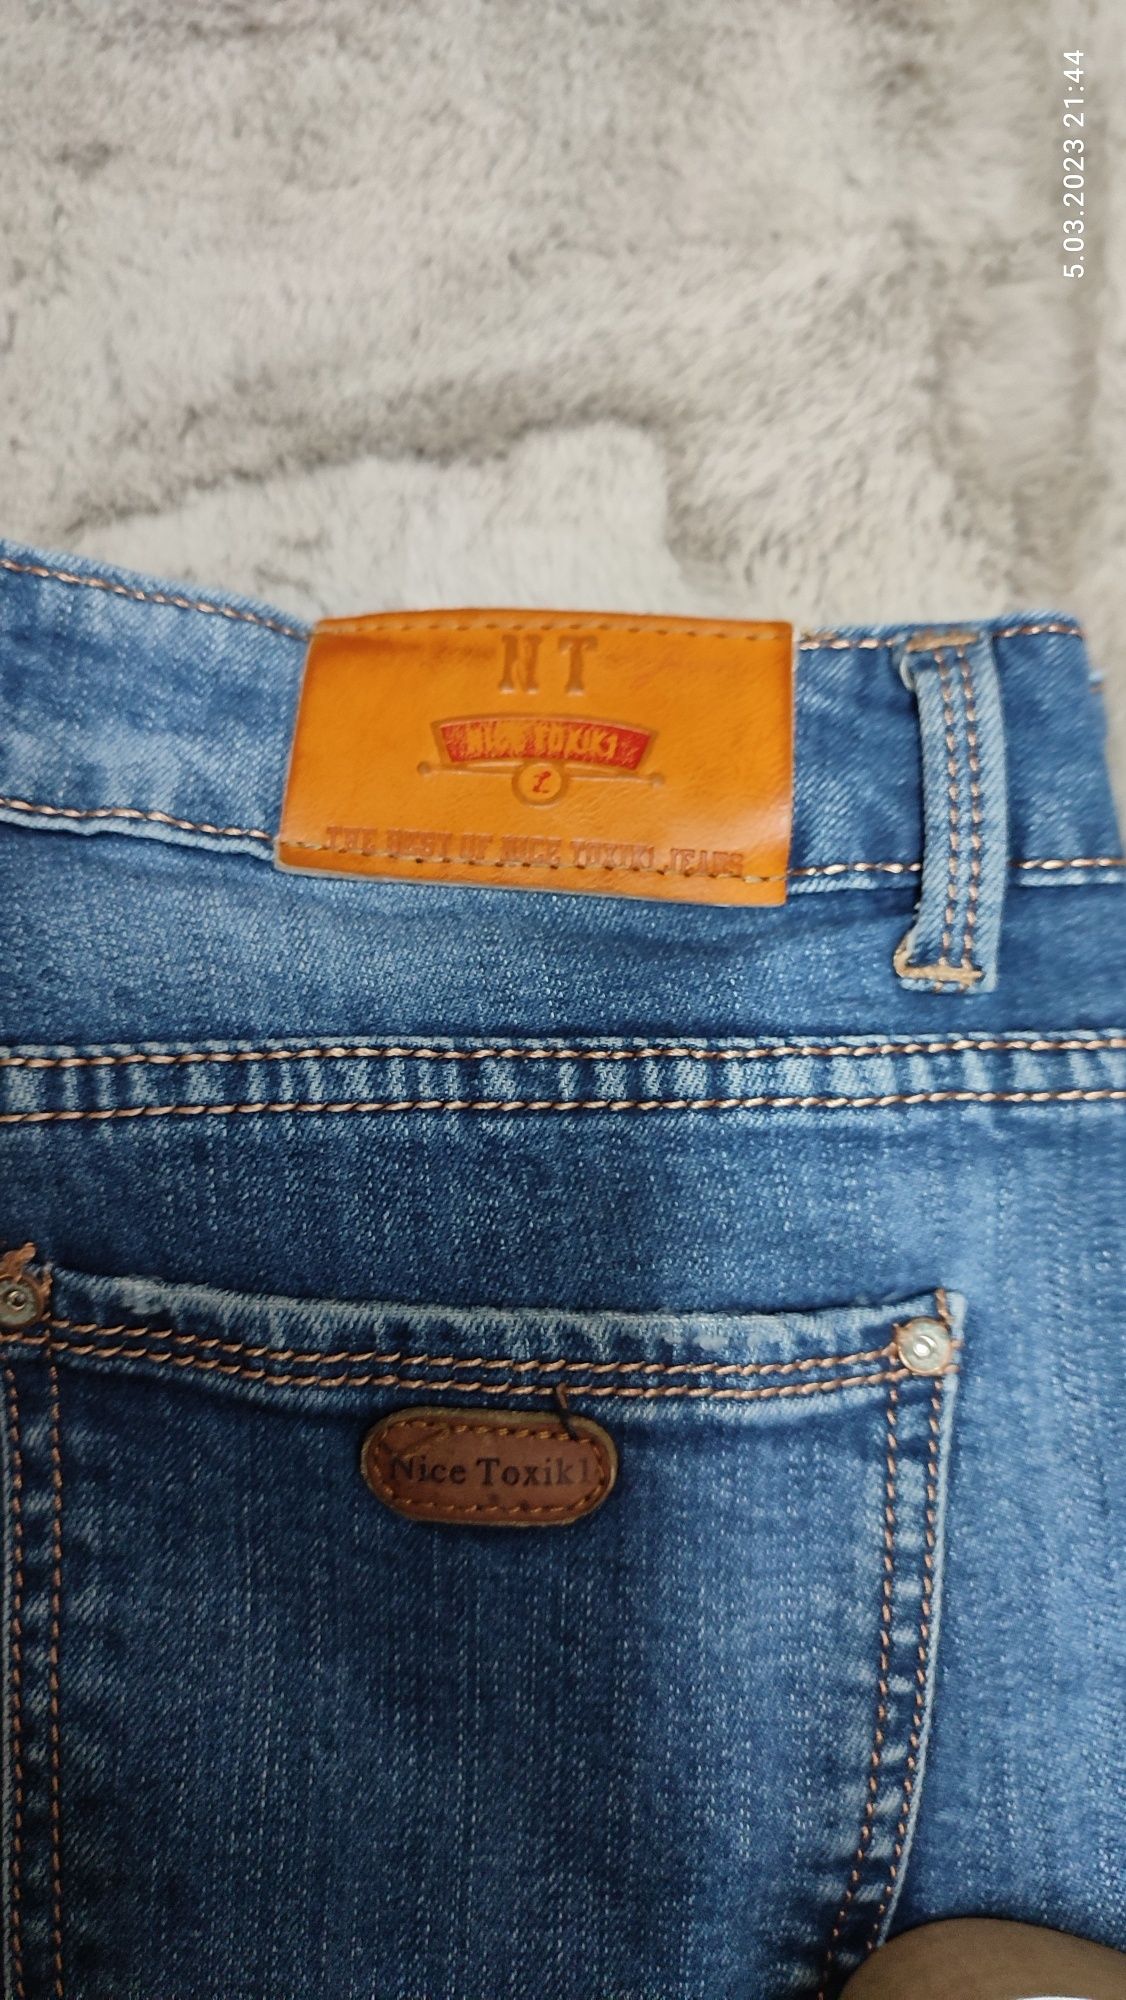 5.03.2023 21:44
NT
NICE TOXIK1
L
THE BEST OF NICE TOXIK1 JEANS
Nice Toxik1